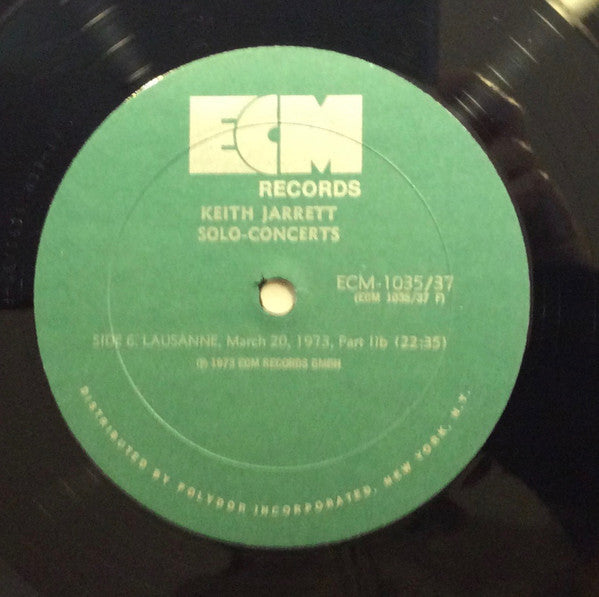 ECM
RECORDS
KEITH JARRETT
SOLO-CONCERTS
ECM-1035/37
(ECM 1035/37 F)
SIDE 6: LAUSANNE, March 20, 1973, Part IIb (22:35)
℗ 1973 ECM RECORDS GMBH
DISTRIBUTED BY POLYDOR INCORPORATED, NEW YORK, N.Y.